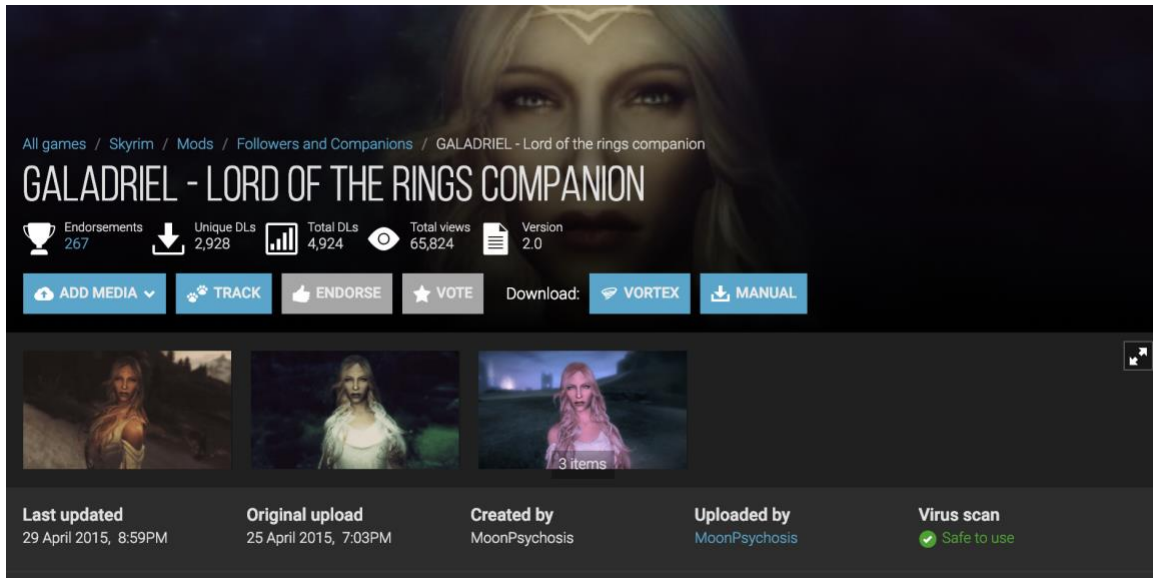 All games / Skyrim / Mods / Followers and Companions / GALADRIEL - Lord of the rings companion
GALADRIEL - LORD OF THE RINGS COMPANION
Endorsements Unique DLs Total DLs Total views Version
267 2,928 4,924 65,824 2.0
ADD MEDIA TRACK ENDORSE VOTE Download: VORTEX MANUAL
3 items
Last updated Original upload Created by Uploaded by Virus scan
29 April 2015, 8:59PM 25 April 2015, 7:03PM MoonPsychosis MoonPsychosis Safe to use